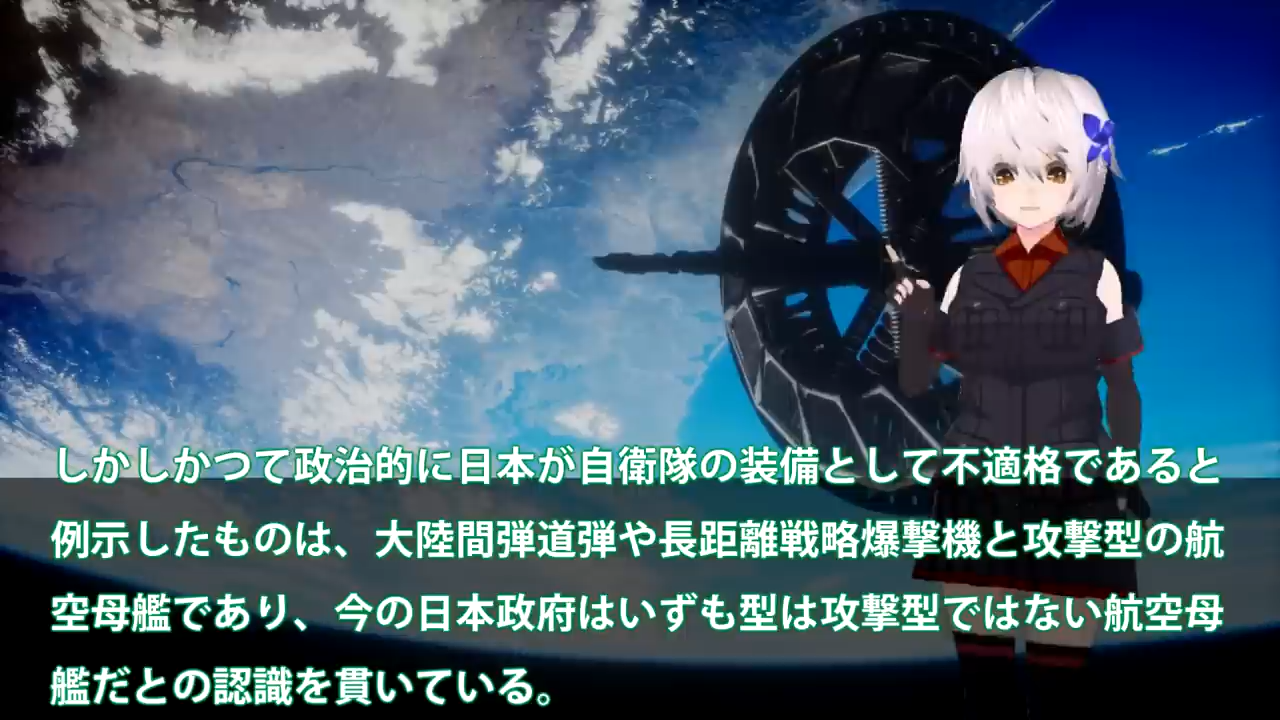 しかしかつて政治的に日本が自衛隊の装備として不適格であると
例示したものは、大陸間弾道弾や長距離戦略爆撃機と攻撃型の航
空母艦であり、今の日本政府はいずも型は攻撃型ではない航空母
艦だとの認識を貫いている。